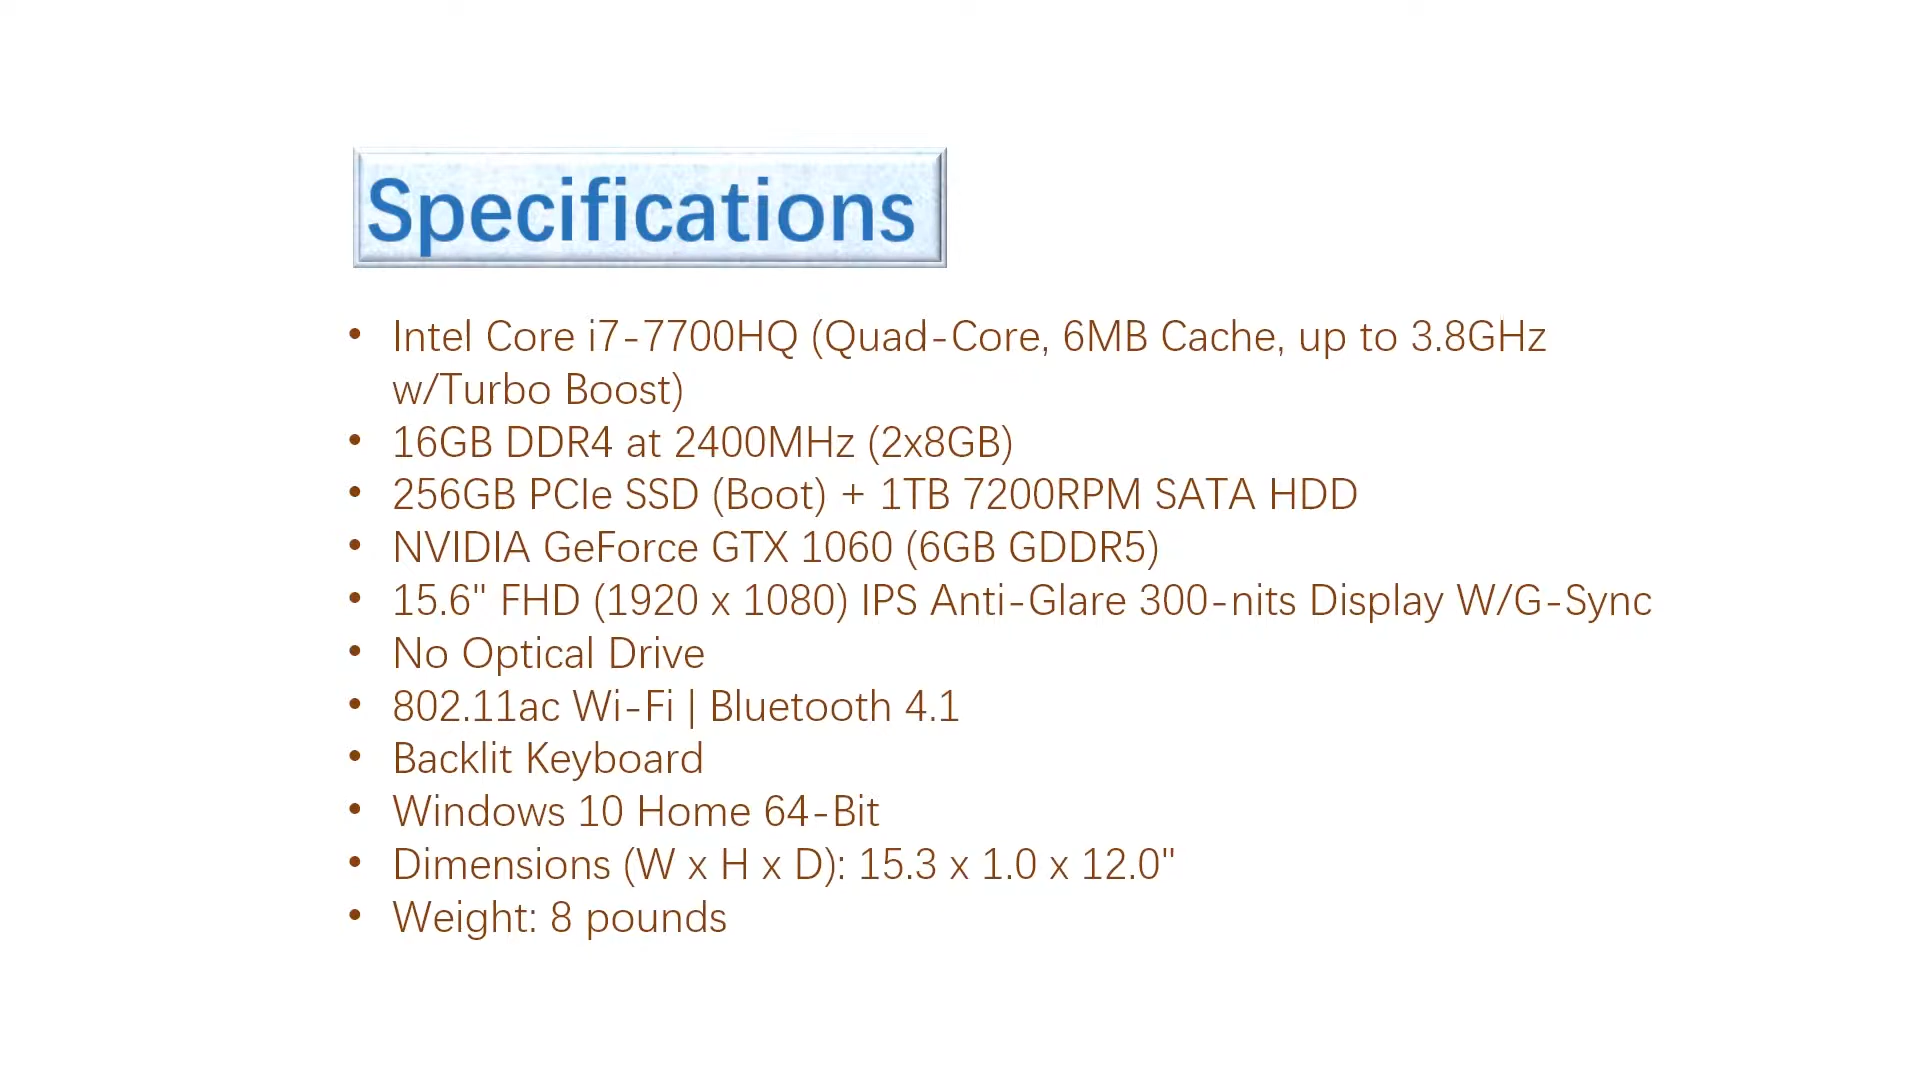 Specifications
• Intel Core i7-7700HQ (Quad-Core, 6MB Cache, up to 3.8GHz
w/Turbo Boost)
• 16GB DDR4 at 2400MHz (2x8GB)
• 256GB PCIe SSD (Boot) + 1TB 7200RPM SATA HDD
• NVIDIA GeForce GTX 1060 (6GB GDDR5)
• 15.6" FHD (1920 x 1080) IPS Anti-Glare 300-nits Display W/G-Sync
• No Optical Drive
• 802.11ac Wi-Fi | Bluetooth 4.1
• Backlit Keyboard
• Windows 10 Home 64-Bit
• Dimensions (W x H x D): 15.3 x 1.0 x 12.0"
• Weight: 8 pounds